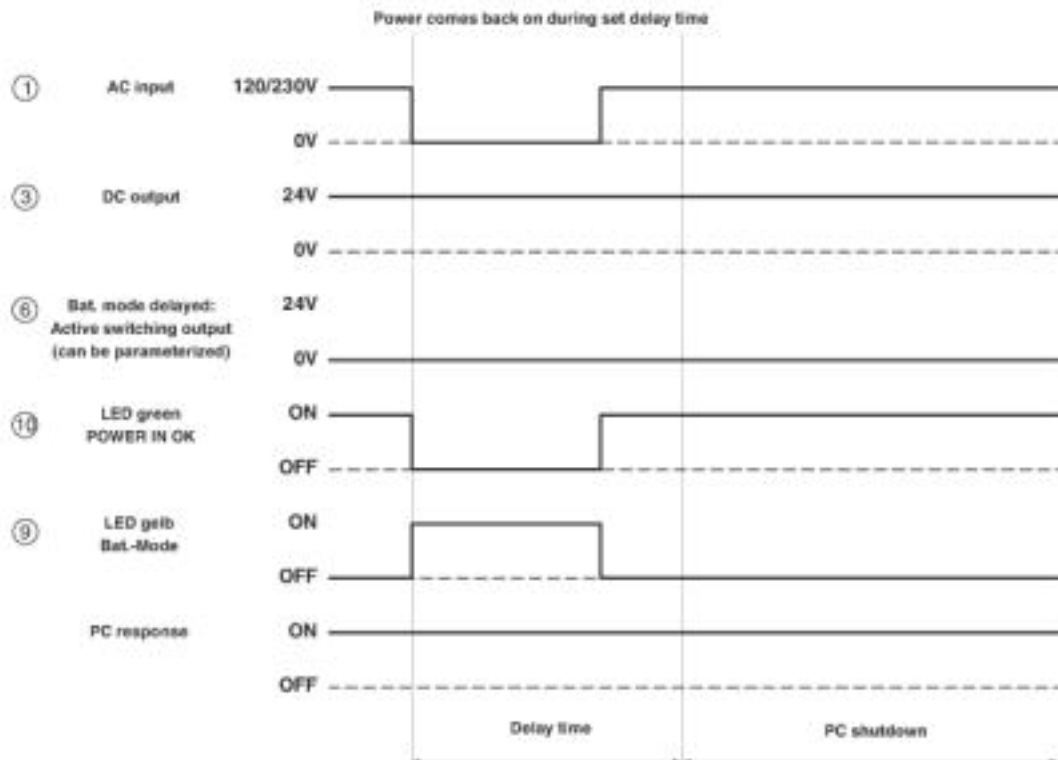 Power comes back on during set delay time
① AC input 120/230V
0V
③ DC output 24V
0V
⑥ Bat. mode delayed: 24V
Active switching output
(can be parameterized) 0V
⑩ LED green ON
POWER IN OK
OFF
⑨ LED gelb ON
Bat.-Mode
OFF
PC response ON
OFF
Delay time PC shutdown